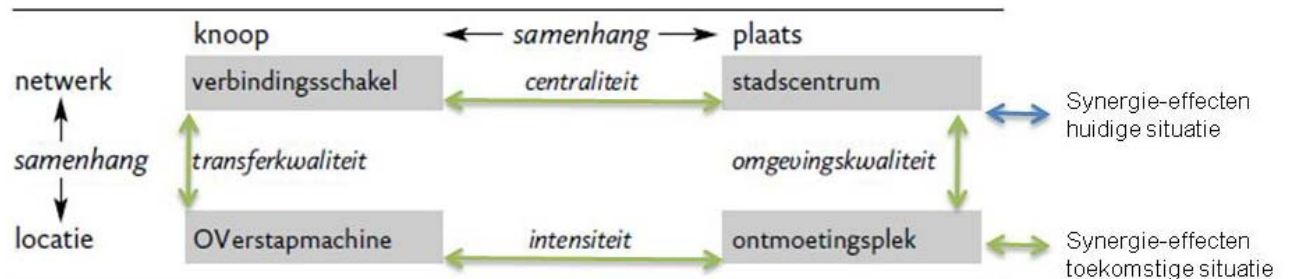 knoop samenhang plaats
netwerk verbindingsschakel centraliteit stadscentrum
Synergie-effecten
huidige situatie
samenhang transferkwaliteit omgevingskwaliteit
locatie OVerstapmachine intensiteit ontmoetingsplek
Synergie-effecten
toekomstige situatie